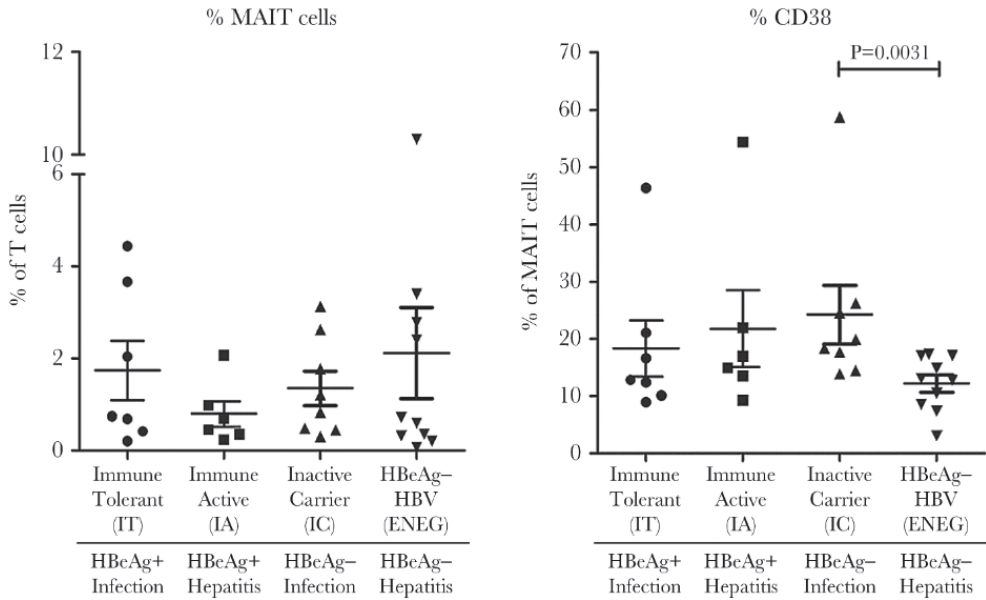 % MAIT cells
% of T cells
12
10
6
4
2
0
Immune Tolerant (IT)
Immune Active (IA)
Inactive Carrier (IC)
HBeAg– HBV (ENEG)
HBeAg+ Infection
HBeAg+ Hepatitis
HBeAg– Infection
HBeAg– Hepatitis
% CD38
P=0.0031
% of MAIT cells
70
60
50
40
30
20
10
0
Immune Tolerant (IT)
Immune Active (IA)
Inactive Carrier (IC)
HBeAg– HBV (ENEG)
HBeAg+ Infection
HBeAg+ Hepatitis
HBeAg– Infection
HBeAg– Hepatitis